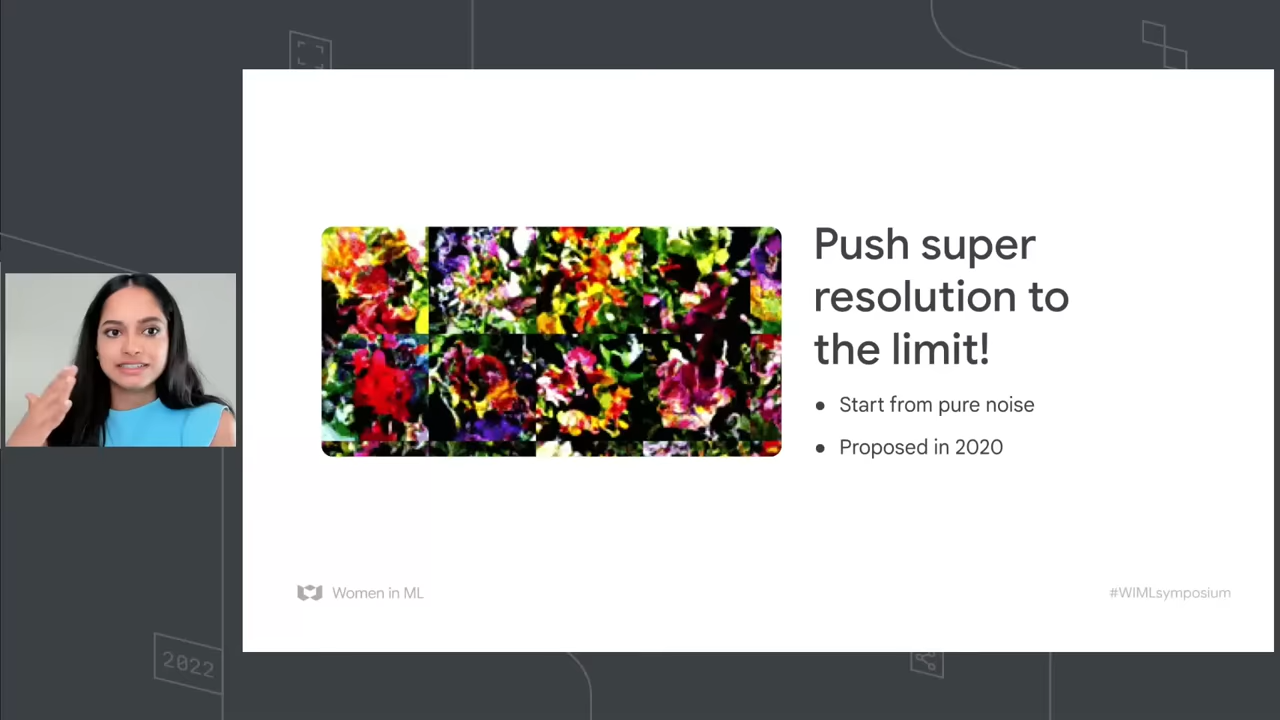 Push super
resolution to
the limit!
● Start from pure noise
● Proposed in 2020
Women in ML
#WIMLsymposium
2022